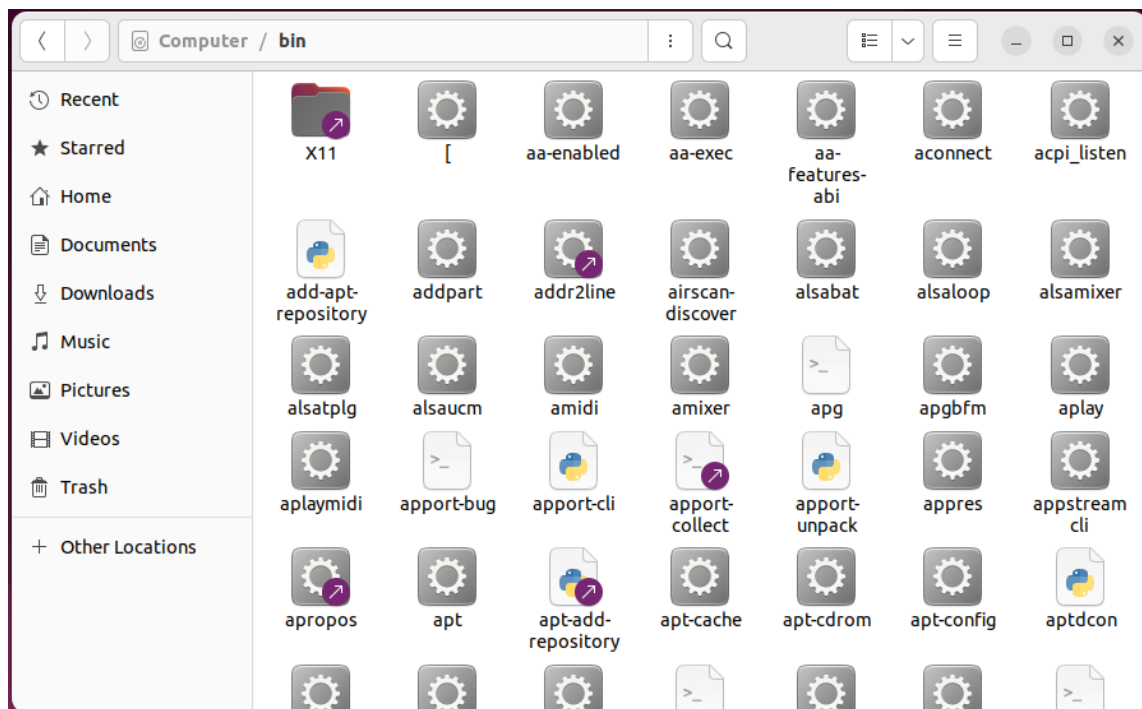 Computer / bin
Recent
Starred
Home
Documents
Downloads
Music
Pictures
Videos
Trash
+ Other Locations
X11
[
aa-enabled
aa-exec
aa-
features-
abi
aconnect
acpi_listen
add-apt-
repository
addpart
addr2line
airscan-
discover
alsabat
alsaloop
alsamixer
alsatplg
alsaucm
amidi
amixer
>_
apg
apgbfm
aplay
aplaymidi
>_
apport-bug
apport-cli
>_
apport-
collect
apport-
unpack
appres
appstream
cli
apropos
apt
apt-add-
repository
apt-cache
apt-cdrom
apt-config
aptdcon
>_
>_